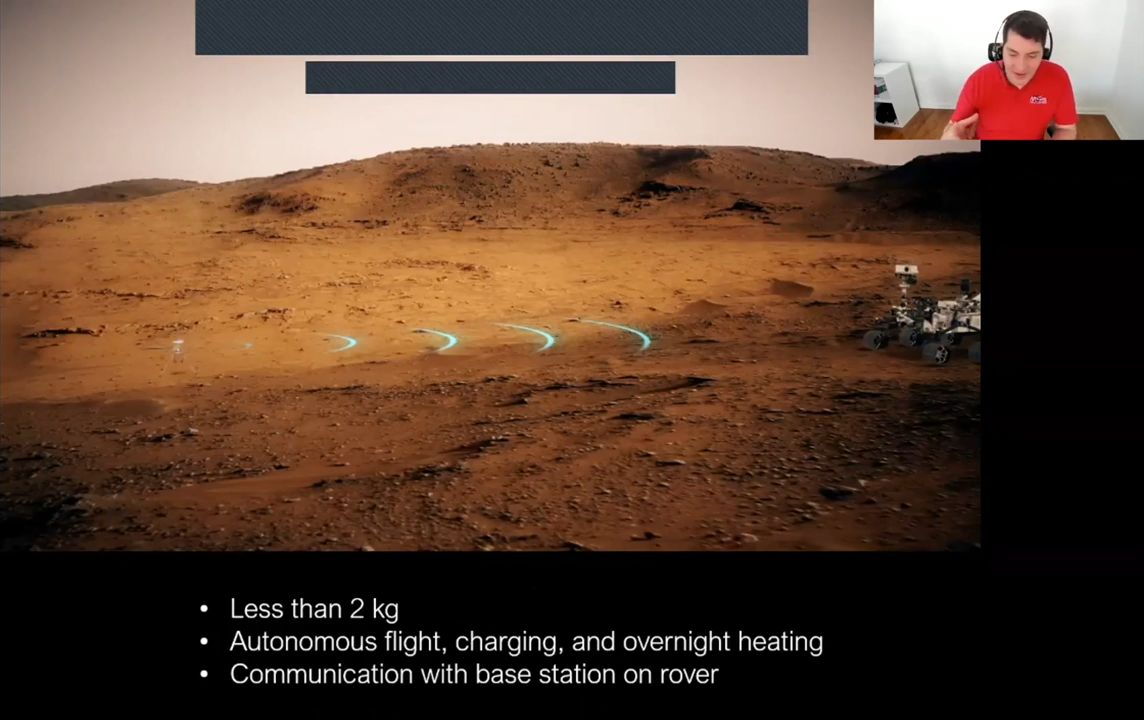 • Less than 2 kg
• Autonomous flight, charging, and overnight heating
• Communication with base station on rover